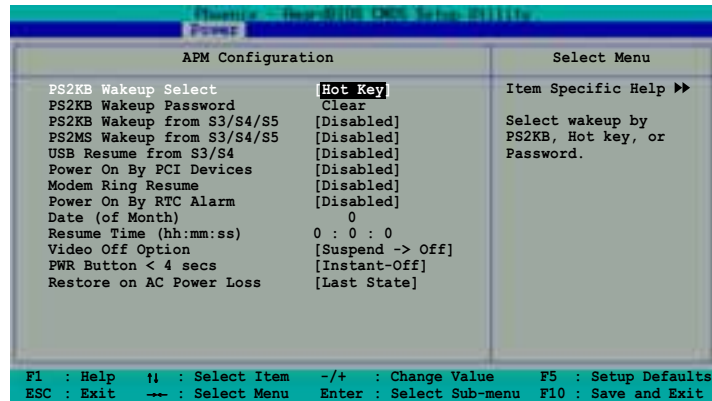 Phoenix - AwardBIOS CMOS Setup Utility
Power
APM Configuration Select Menu
PS2KB Wakeup Select [Hot Key] Item Specific Help ▶▶
PS2KB Wakeup Password Clear
PS2KB Wakeup from S3/S4/S5 [Disabled] Select wakeup by
PS2MS Wakeup from S3/S4/S5 [Disabled] PS2KB, Hot key, or
USB Resume from S3/S4 [Disabled] Password.
Power On By PCI Devices [Disabled]
Modem Ring Resume [Disabled]
Power On By RTC Alarm [Disabled]
Date (of Month) 0
Resume Time (hh:mm:ss) 0 : 0 : 0
Video Off Option [Suspend -> Off]
PWR Button < 4 secs [Instant-Off]
Restore on AC Power Loss [Last State]
F1 : Help ↑↓ : Select Item -/+ : Change Value F5 : Setup Defaults
ESC : Exit →← : Select Menu Enter : Select Sub-menu F10 : Save and Exit